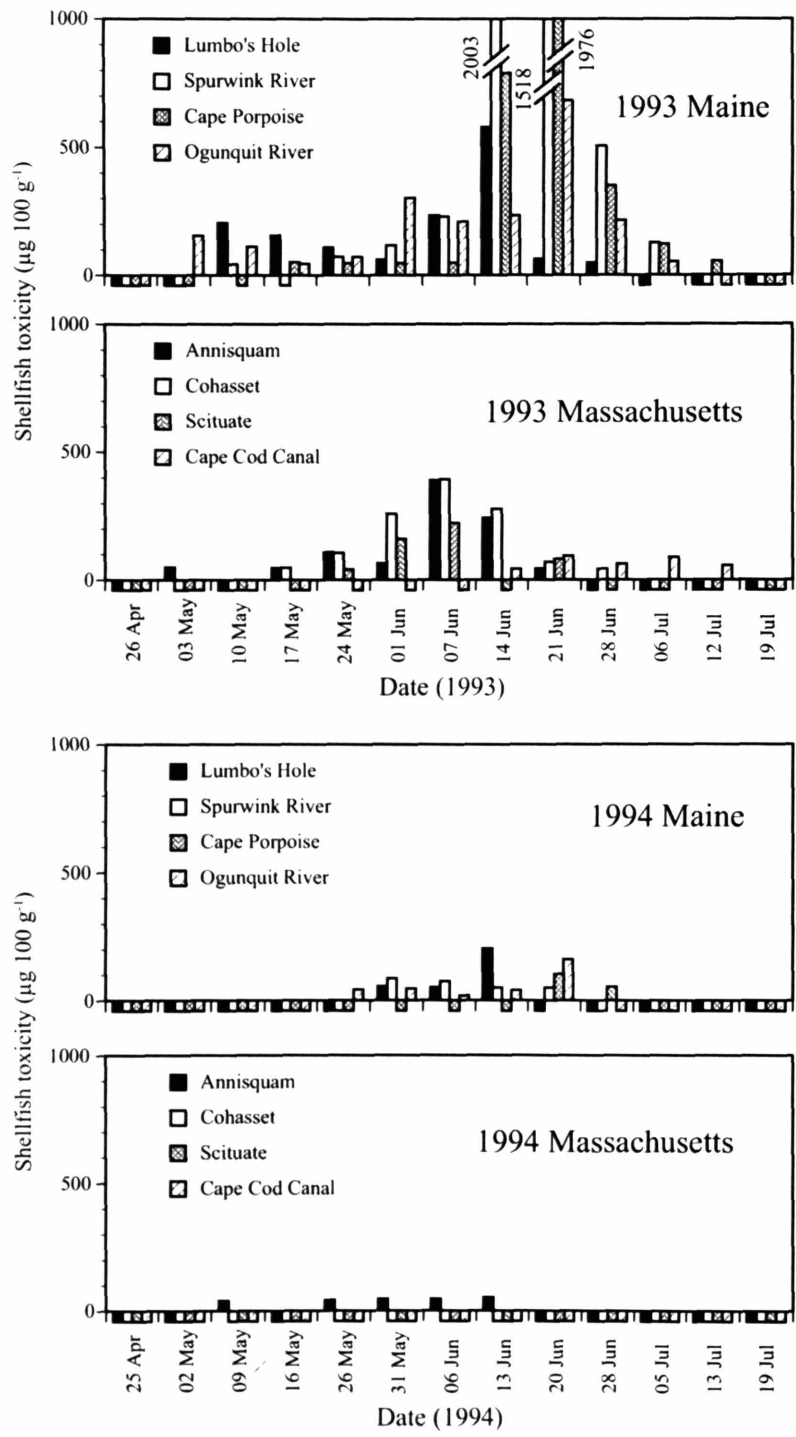 1000
500
0
Lumbo's Hole
Spurwink River
Cape Porpoise
Ogunquit River
2003
1518
1976
1993 Maine
Shellfish toxicity (µg 100 g⁻¹)
1000
500
0
Annisquam
Cohasset
Scituate
Cape Cod Canal
1993 Massachusetts
26 Apr
03 May
10 May
17 May
24 May
01 Jun
07 Jun
14 Jun
21 Jun
28 Jun
06 Jul
12 Jul
19 Jul
Date (1993)
1000
500
0
Lumbo's Hole
Spurwink River
Cape Porpoise
Ogunquit River
1994 Maine
Shellfish toxicity (µg 100 g⁻¹)
1000
500
0
Annisquam
Cohasset
Scituate
Cape Cod Canal
1994 Massachusetts
25 Apr
02 May
09 May
16 May
26 May
31 May
06 Jun
13 Jun
20 Jun
28 Jun
05 Jul
13 Jul
19 Jul
Date (1994)